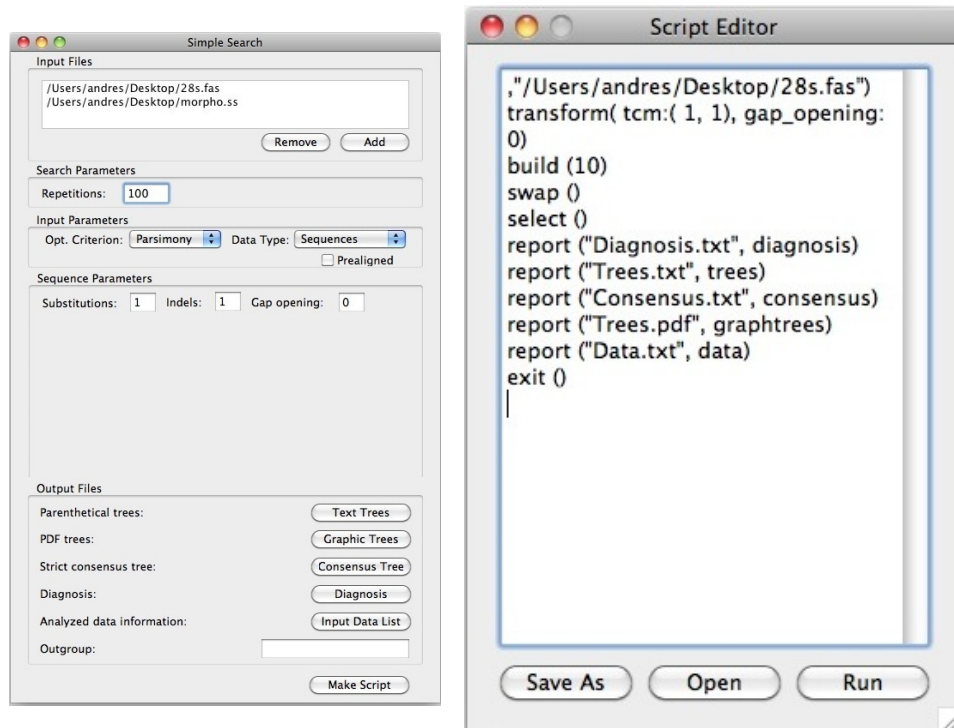 Simple Search
Input Files
/Users/andres/Desktop/28s.fas
/Users/andres/Desktop/morpho.ss
Remove Add
Search Parameters
Repetitions: 100
Input Parameters
Opt. Criterion: Parsimony Data Type: Sequences
Prealigned
Sequence Parameters
Substitutions: 1 Indels: 1 Gap opening: 0
Output Files
Parenthetical trees: Text Trees
PDF trees: Graphic Trees
Strict consensus tree: Consensus Tree
Diagnosis: Diagnosis
Analyzed data information: Input Data List
Outgroup:
Make Script
Script Editor
,"/Users/andres/Desktop/28s.fas")
transform( tcm:( 1, 1), gap_opening:
0)
build (10)
swap ()
select ()
report ("Diagnosis.txt", diagnosis)
report ("Trees.txt", trees)
report ("Consensus.txt", consensus)
report ("Trees.pdf", graphtrees)
report ("Data.txt", data)
exit ()
Save As Open Run